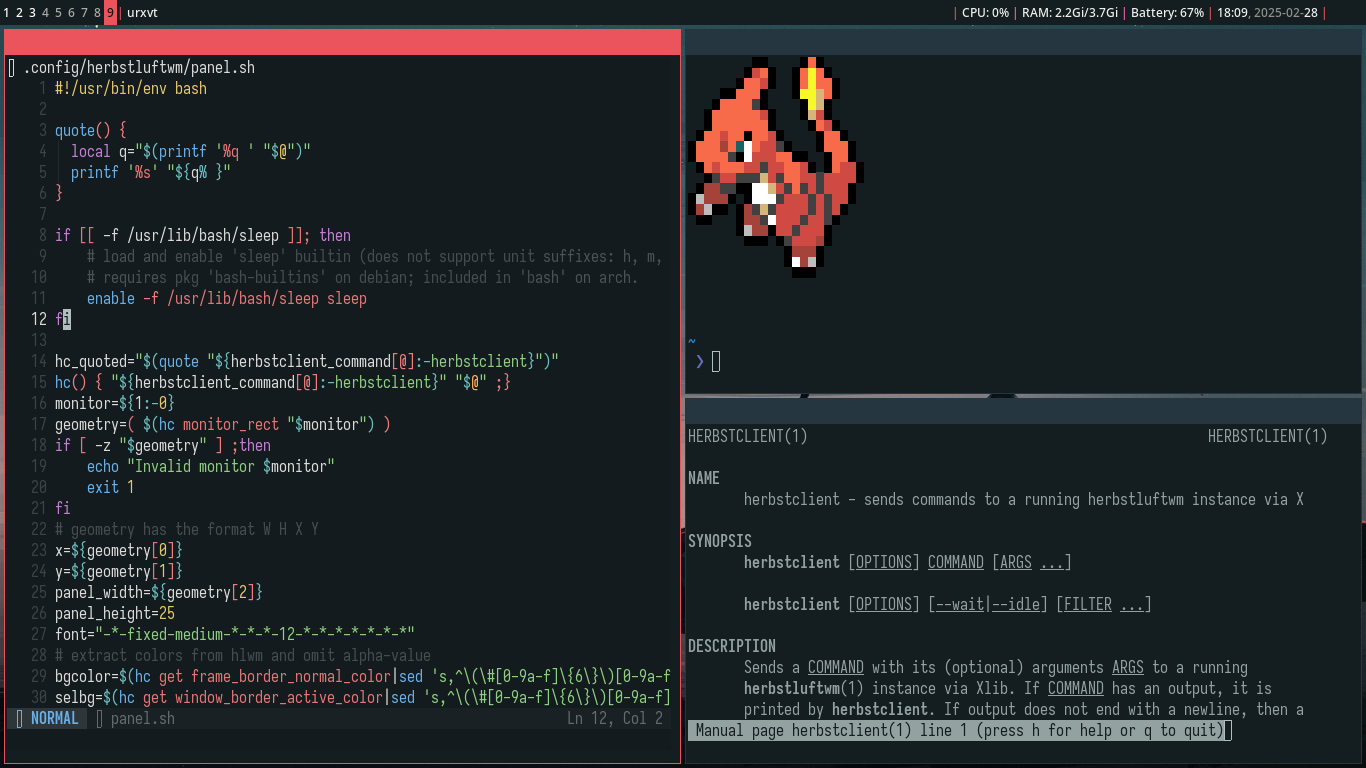 1 2 3 4 5 6 7 8 9 | urxvt
| CPU: 0% | RAM: 2.2Gi/3.7Gi | Battery: 67% | 18:09, 2025-02-28 |
.config/herbstluftwm/panel.sh
1 #!/usr/bin/env bash
2
3 quote() {
4   local q="$(printf '%q ' "$@")"
5   printf '%s' "${q% }"
6 }
7
8 if [[ -f /usr/lib/bash/sleep ]]; then
9     # load and enable 'sleep' builtin (does not support unit suffixes: h, m,
10     # requires pkg 'bash-builtins' on debian; included in 'bash' on arch.
11     enable -f /usr/lib/bash/sleep sleep
12 fi
13
14 hc_quoted="$(quote "${herbstclient_command[@]:-herbstclient}")"
15 hc() { "${herbstclient_command[@]:-herbstclient}" "$@" ;}
16 monitor=${1:-0}
17 geometry=( $(hc monitor_rect "$monitor") )
18 if [ -z "$geometry" ] ;then
19     echo "Invalid monitor $monitor"
20     exit 1
21 fi
22 # geometry has the format W H X Y
23 x=${geometry[0]}
24 y=${geometry[1]}
25 panel_width=${geometry[2]}
26 panel_height=25
27 font="-*-fixed-medium-*-*-*-12-*-*-*-*-*-*-*"
28 # extract colors from hlwm and omit alpha-value
29 bgcolor=$(hc get frame_border_normal_color|sed 's,^\(\#[0-9a-f]\{6\}\)[0-9a-f
30 selbg=$(hc get window_border_active_color|sed 's,^\(\#[0-9a-f]\{6\}\)[0-9a-f]
NORMAL panel.sh Ln 12, Col 2
~
❯
HERBSTCLIENT(1) HERBSTCLIENT(1)
NAME
herbstclient - sends commands to a running herbstluftwm instance via X
SYNOPSIS
herbstclient [OPTIONS] COMMAND [ARGS ...]
herbstclient [OPTIONS] [--wait|--idle] [FILTER ...]
DESCRIPTION
Sends a COMMAND with its (optional) arguments ARGS to a running
herbstluftwm(1) instance via Xlib. If COMMAND has an output, it is
printed by herbstclient. If output does not end with a newline, then a
Manual page herbstclient(1) line 1 (press h for help or q to quit)